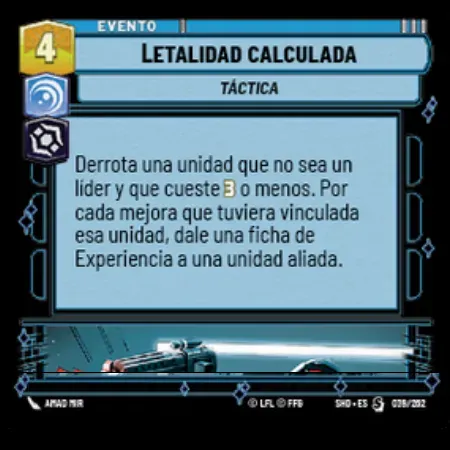 EVENTO
4
LETALIDAD CALCULADA
TÁCTICA
Derrota una unidad que no sea un
líder y que cueste 3 o menos. Por
cada mejora que tuviera vinculada
esa unidad, dale una ficha de
Experiencia a una unidad aliada.
AMAD MIR
© LFL © FFG
SHD • ES
039/262